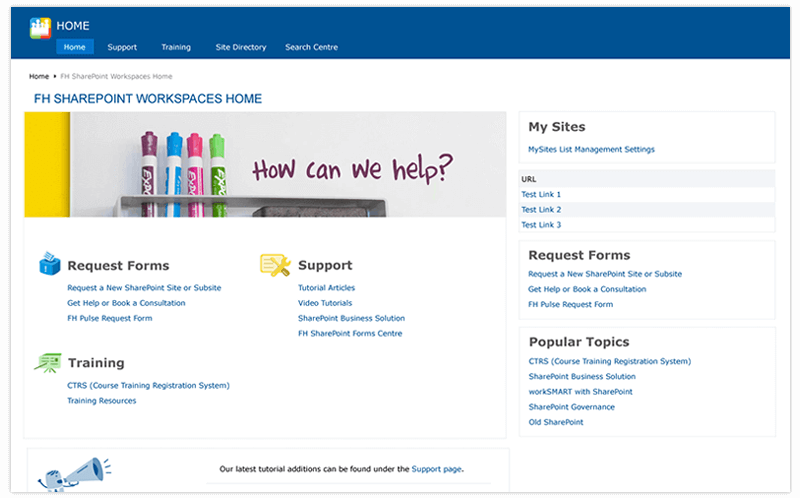 HOME
Home Support Training Site Directory Search Centre
Home FH SharePoint Workspaces Home
FH SHAREPOINT WORKSPACES HOME
EXPO EXPO EXPO EXPO
How can we help?
Request Forms
Request a New SharePoint Site or Subsite
Get Help or Book a Consultation
FH Pulse Request Form
Support
Tutorial Articles
Video Tutorials
SharePoint Business Solution
FH SharePoint Forms Centre
Training
CTRS (Course Training Registration System)
Training Resources
Our latest tutorial additions can be found under the Support page.
My Sites
MySites List Management Settings
URL
Test Link 1
Test Link 2
Test Link 3
Request Forms
Request a New SharePoint Site or Subsite
Get Help or Book a Consultation
FH Pulse Request Form
Popular Topics
CTRS (Course Training Registration System)
SharePoint Business Solution
workSMART with SharePoint
SharePoint Governance
Old SharePoint